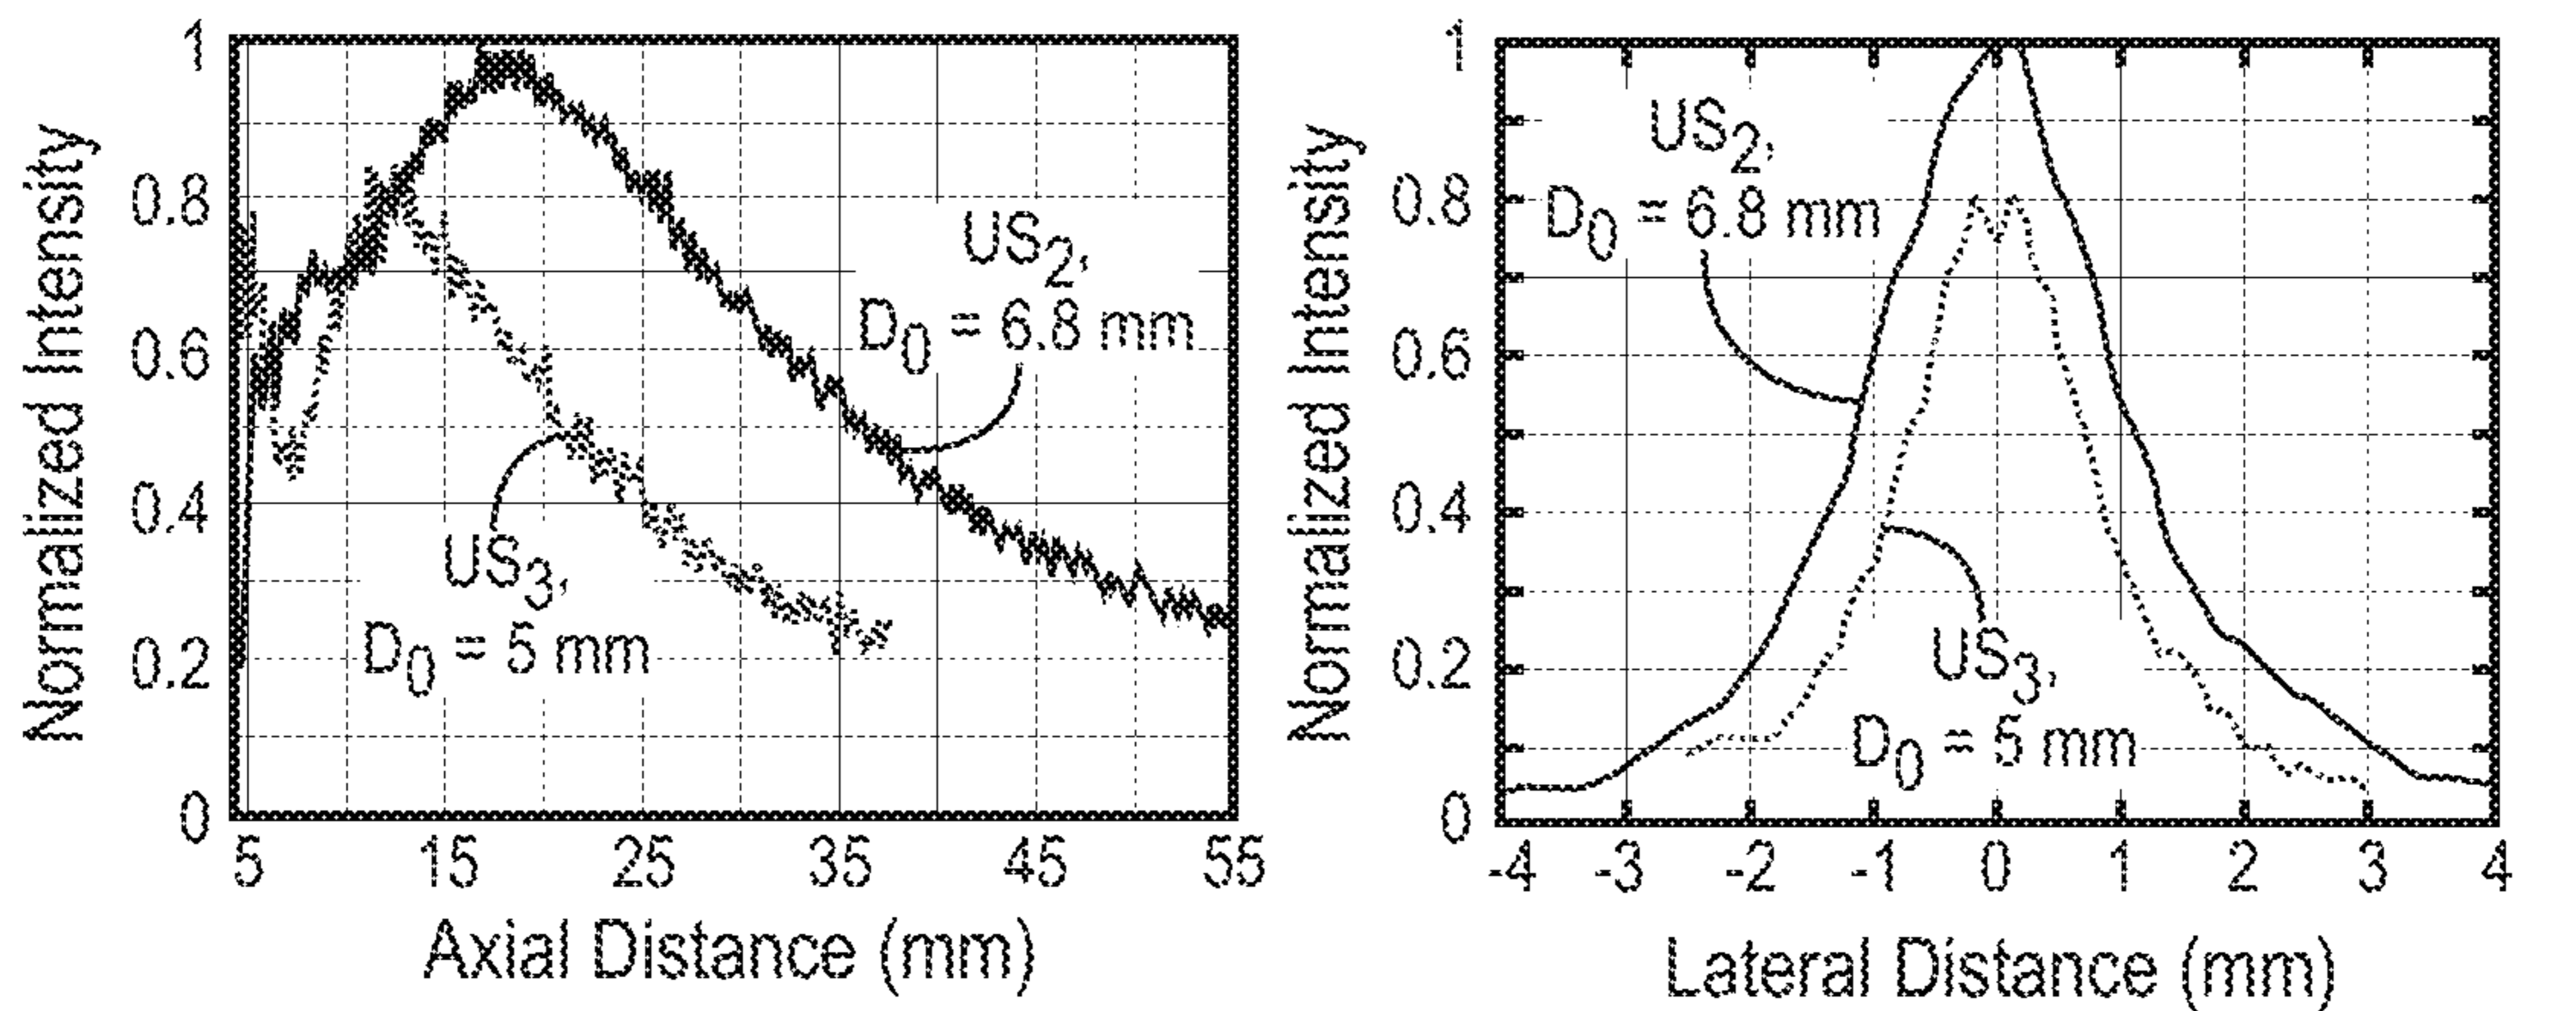 Normalized Intensity
1
0.8
0.6
0.4
0.2
0
US2,
D0 = 6.8 mm
US3,
D0 = 5 mm
5 15 25 35 45 55
Axial Distance (mm)
Normalized Intensity
1
0.8
0.6
0.4
0.2
0
US2,
D0 = 6.8 mm
US3,
D0 = 5 mm
-4 -3 -2 -1 0 1 2 3 4
Lateral Distance (mm)